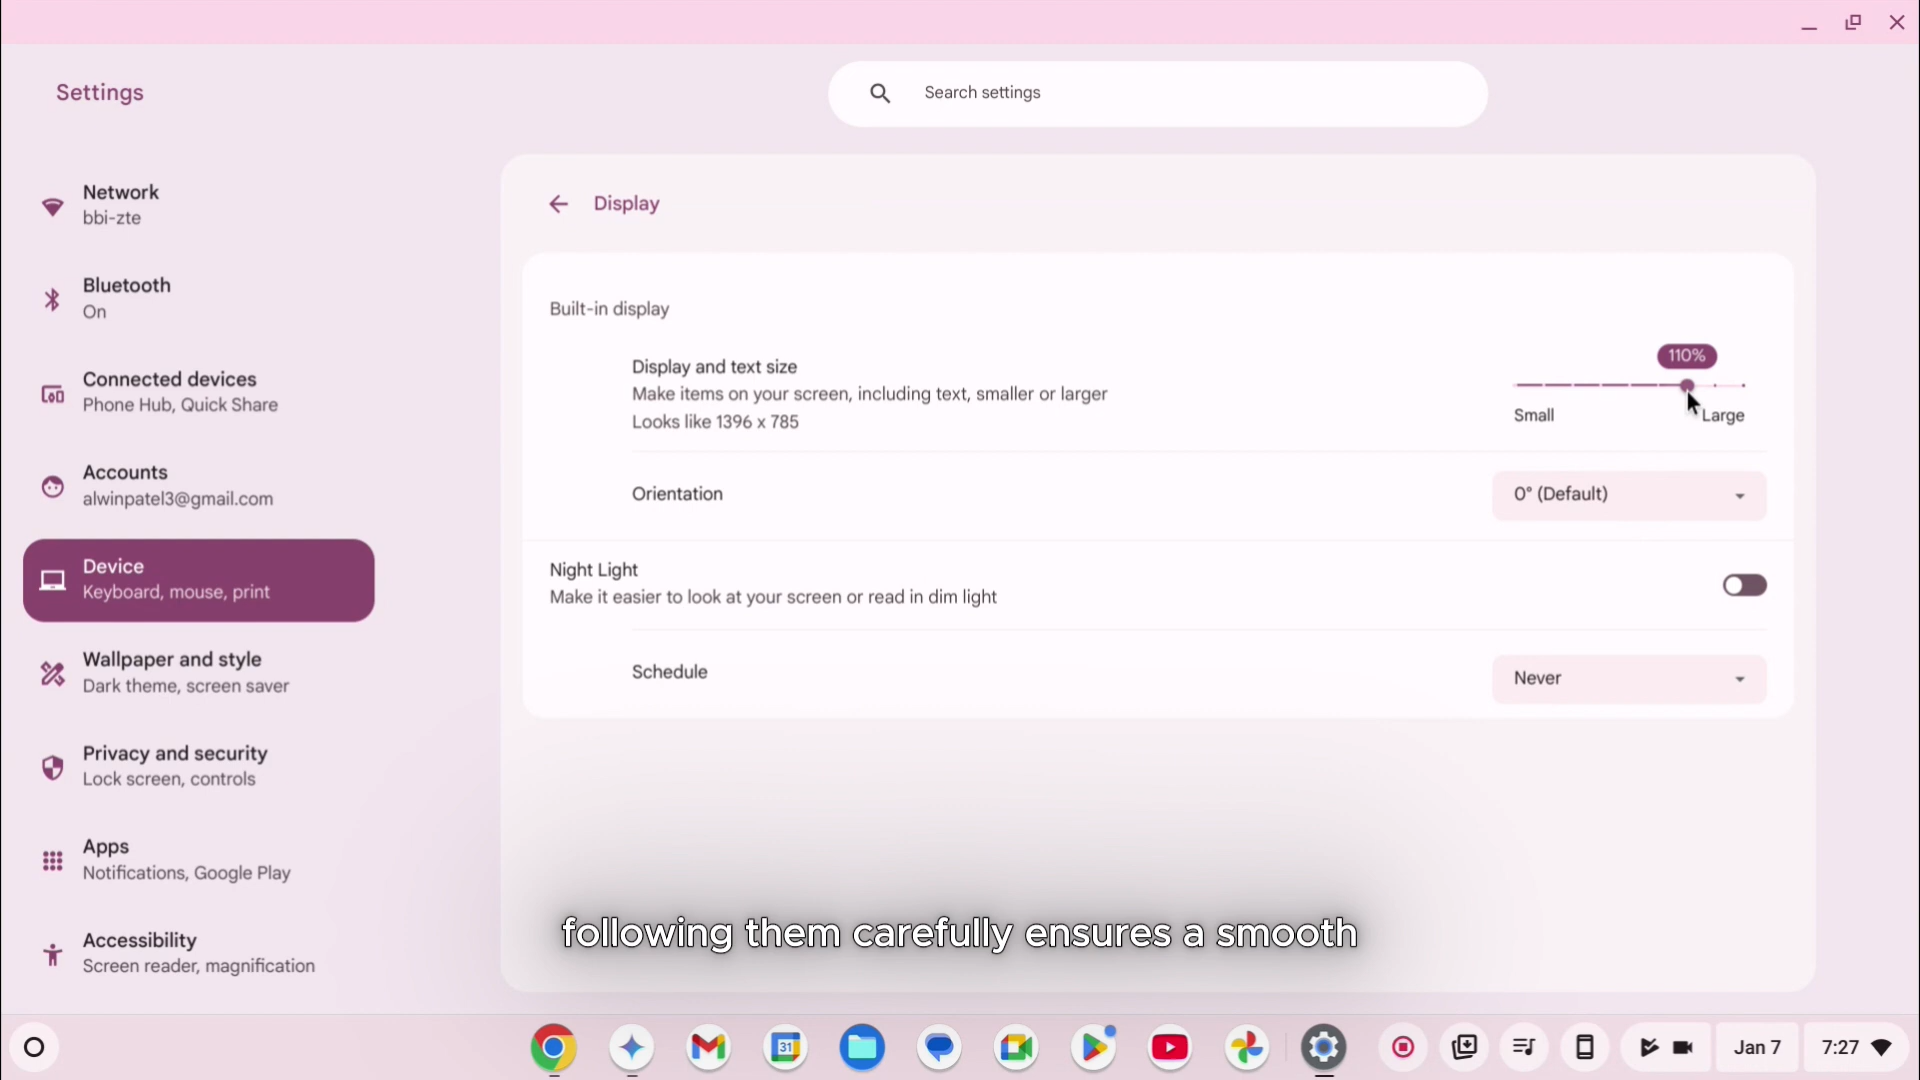 Settings
Search settings
Network
bbi-zte
Bluetooth
On
Connected devices
Phone Hub, Quick Share
Accounts
alwinpatel3@gmail.com
Device
Keyboard, mouse, print
Wallpaper and style
Dark theme, screen saver
Privacy and security
Lock screen, controls
Apps
Notifications, Google Play
Accessibility
Screen reader, magnification
Display
Built-in display
Display and text size
Make items on your screen, including text, smaller or larger
Looks like 1396 x 785
110%
Small
Large
Orientation
0° (Default)
Night Light
Make it easier to look at your screen or read in dim light
Schedule
Never
following them carefully ensures a smooth
31
Jan 7
7:27